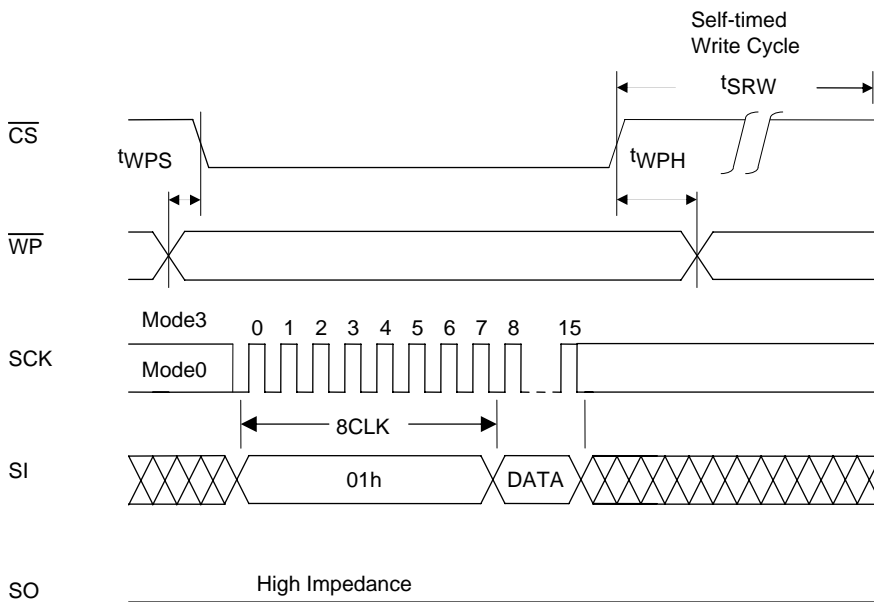 Self-timed
Write Cycle
tSRW
CS
tWPS
tWPH
WP
Mode3
0 1 2 3 4 5 6 7 8 15
SCK
Mode0
8CLK
SI
01h
DATA
High Impedance
SO